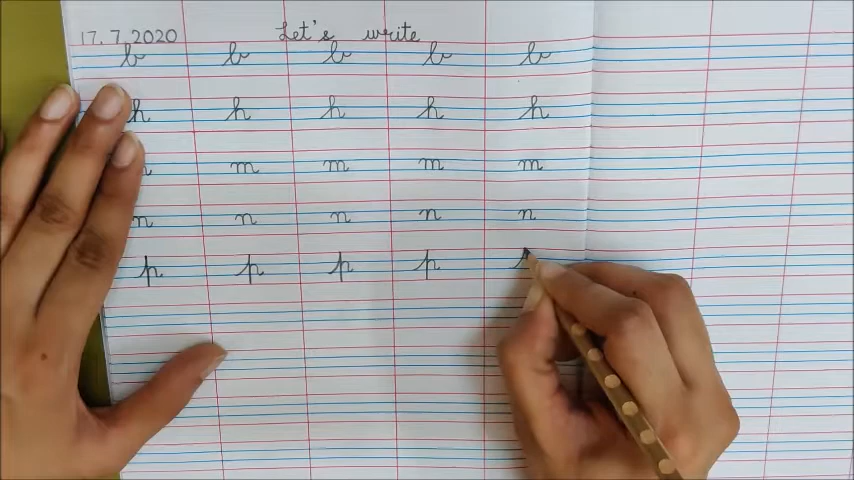 17.7.2020 Let's write
b b b b b
h h h h h
m m m m
n n n n n
p p p p